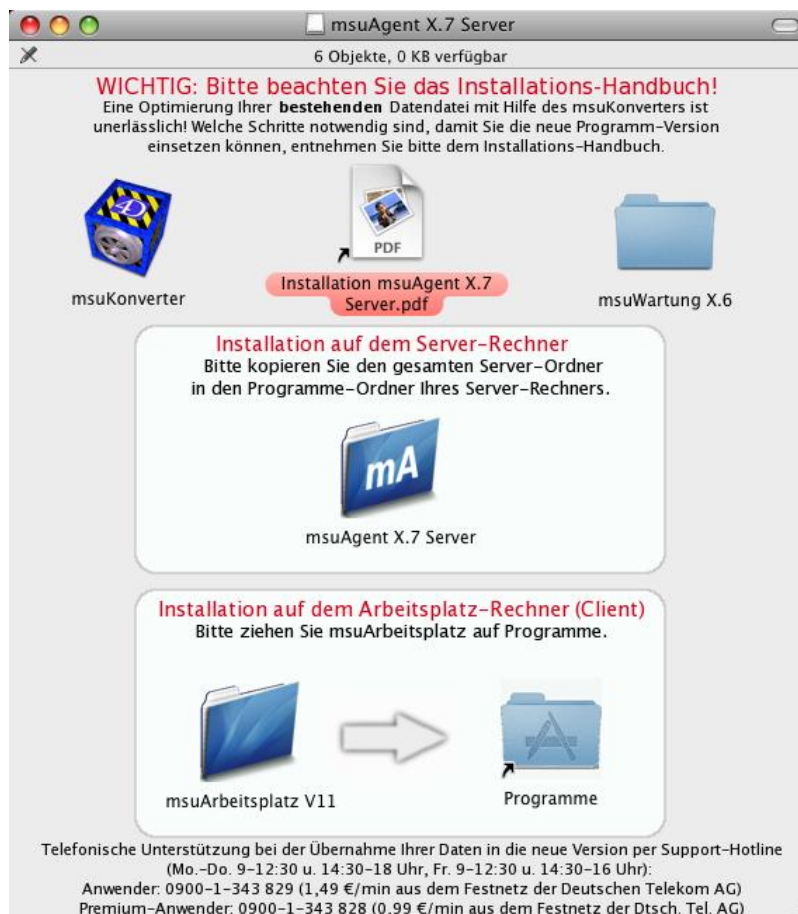 msuAgent X.7 Server
6 Objekte, 0 KB verfügbar
WICHTIG: Bitte beachten Sie das Installations-Handbuch!
Eine Optimierung Ihrer bestehenden Datendatei mit Hilfe des msuKonverters ist
unerlässlich! Welche Schritte notwendig sind, damit Sie die neue Programm-Version
einsetzen können, entnehmen Sie bitte dem Installations-Handbuch.
4D
PDF
msuKonverter
Installation msuAgent X.7
Server.pdf
msuWartung X.6
Installation auf dem Server-Rechner
Bitte kopieren Sie den gesamten Server-Ordner
in den Programme-Ordner Ihres Server-Rechners.
mA
msuAgent X.7 Server
Installation auf dem Arbeitsplatz-Rechner (Client)
Bitte ziehen Sie msuArbeitsplatz auf Programme.
msuArbeitsplatz V11
Programme
Telefonische Unterstützung bei der Übernahme Ihrer Daten in die neue Version per Support-Hotline
(Mo.-Do. 9-12:30 u. 14:30-18 Uhr, Fr. 9-12:30 u. 14:30-16 Uhr):
Anwender: 0900-1-343 829 (1,49 €/min aus dem Festnetz der Deutschen Telekom AG)
Premium-Anwender: 0900-1-343 828 (0,99 €/min aus dem Festnetz der Dtsch. Tel. AG)